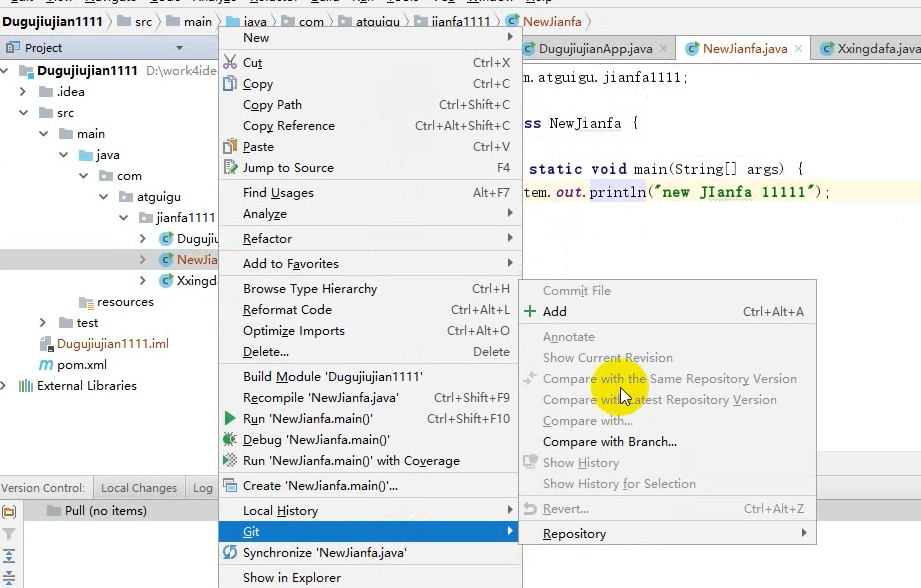 Dugujiujian1111 src main java com atguigu jianfa1111 NewJianfa
Project
DugujiujianApp.java NewJianfa.java Xxingdafa.java
Dugujiujian1111 D:\work4ide
.idea
src
main
java
com
atguigu
jianfa1111
Duguji
NewJia
Xxingd
resources
test
Dugujiujian1111.iml
pom.xml
External Libraries
New
Cut Ctrl+X
Copy Ctrl+C
Copy Path Ctrl+Shift+C
Copy Reference Ctrl+Alt+Shift+C
Paste Ctrl+V
Jump to Source F4
Find Usages Alt+F7
Analyze
Refactor
Add to Favorites
Browse Type Hierarchy Ctrl+H
Reformat Code Ctrl+Alt+L
Optimize Imports Ctrl+Alt+O
Delete... Delete
Build Module 'Dugujiujian1111'
Recompile 'NewJianfa.java' Ctrl+Shift+F9
Run 'NewJianfa.main()' Ctrl+Shift+F10
Debug 'NewJianfa.main()'
Run 'NewJianfa.main()' with Coverage
Create 'NewJianfa.main()'...
Local History
Git
Synchronize 'NewJianfa.java'
Show in Explorer
m.atguigu.jianfa1111;
ss NewJianfa {
static void main(String[] args) {
tem.out.println("new JIanfa 11111");
Commit File
Add Ctrl+Alt+A
Annotate
Show Current Revision
Compare with the Same Repository Version
Compare with Latest Repository Version
Compare with...
Compare with Branch...
Show History
Show History for Selection
Revert... Ctrl+Alt+Z
Repository
Version Control: Local Changes Log
Pull (no items)